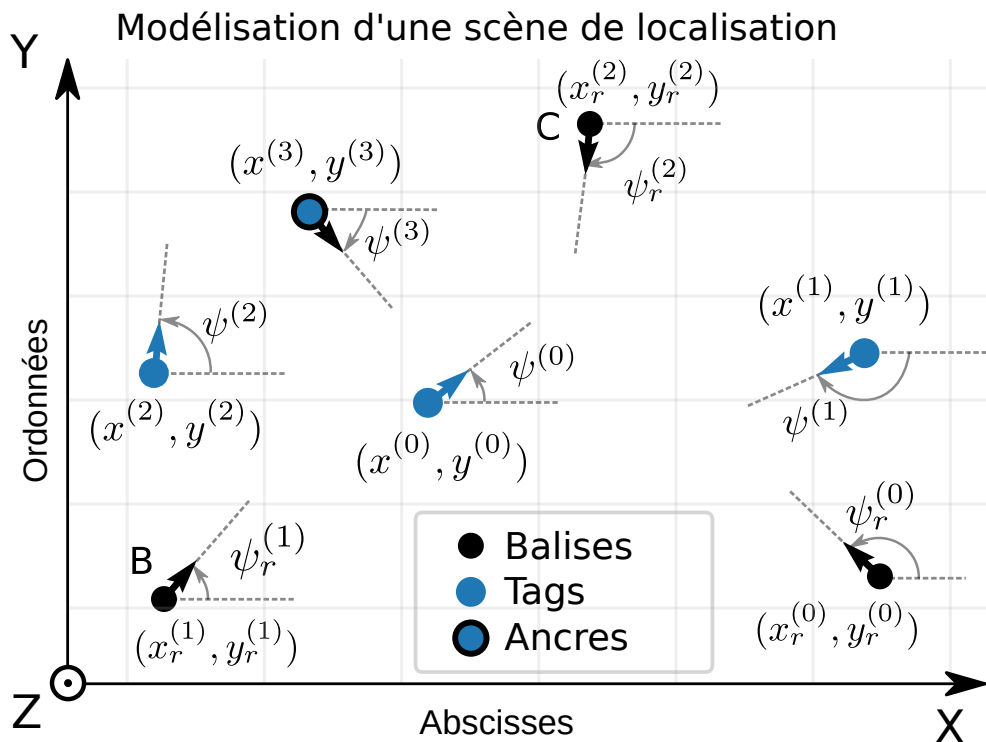 Modélisation d'une scène de localisation
Y
(x_r^{(2)}, y_r^{(2)})
C
(x^{(3)}, y^{(3)})
ψ_r^{(2)}
ψ^{(3)}
(x^{(1)}, y^{(1)})
ψ^{(2)}
ψ^{(0)}
ψ^{(1)}
(x^{(2)}, y^{(2)})
(x^{(0)}, y^{(0)})
Ordonnées
ψ_r^{(0)}
B
ψ_r^{(1)}
Balises
Tags
Ancres
(x_r^{(1)}, y_r^{(1)})
(x_r^{(0)}, y_r^{(0)})
Z
Abscisses
X